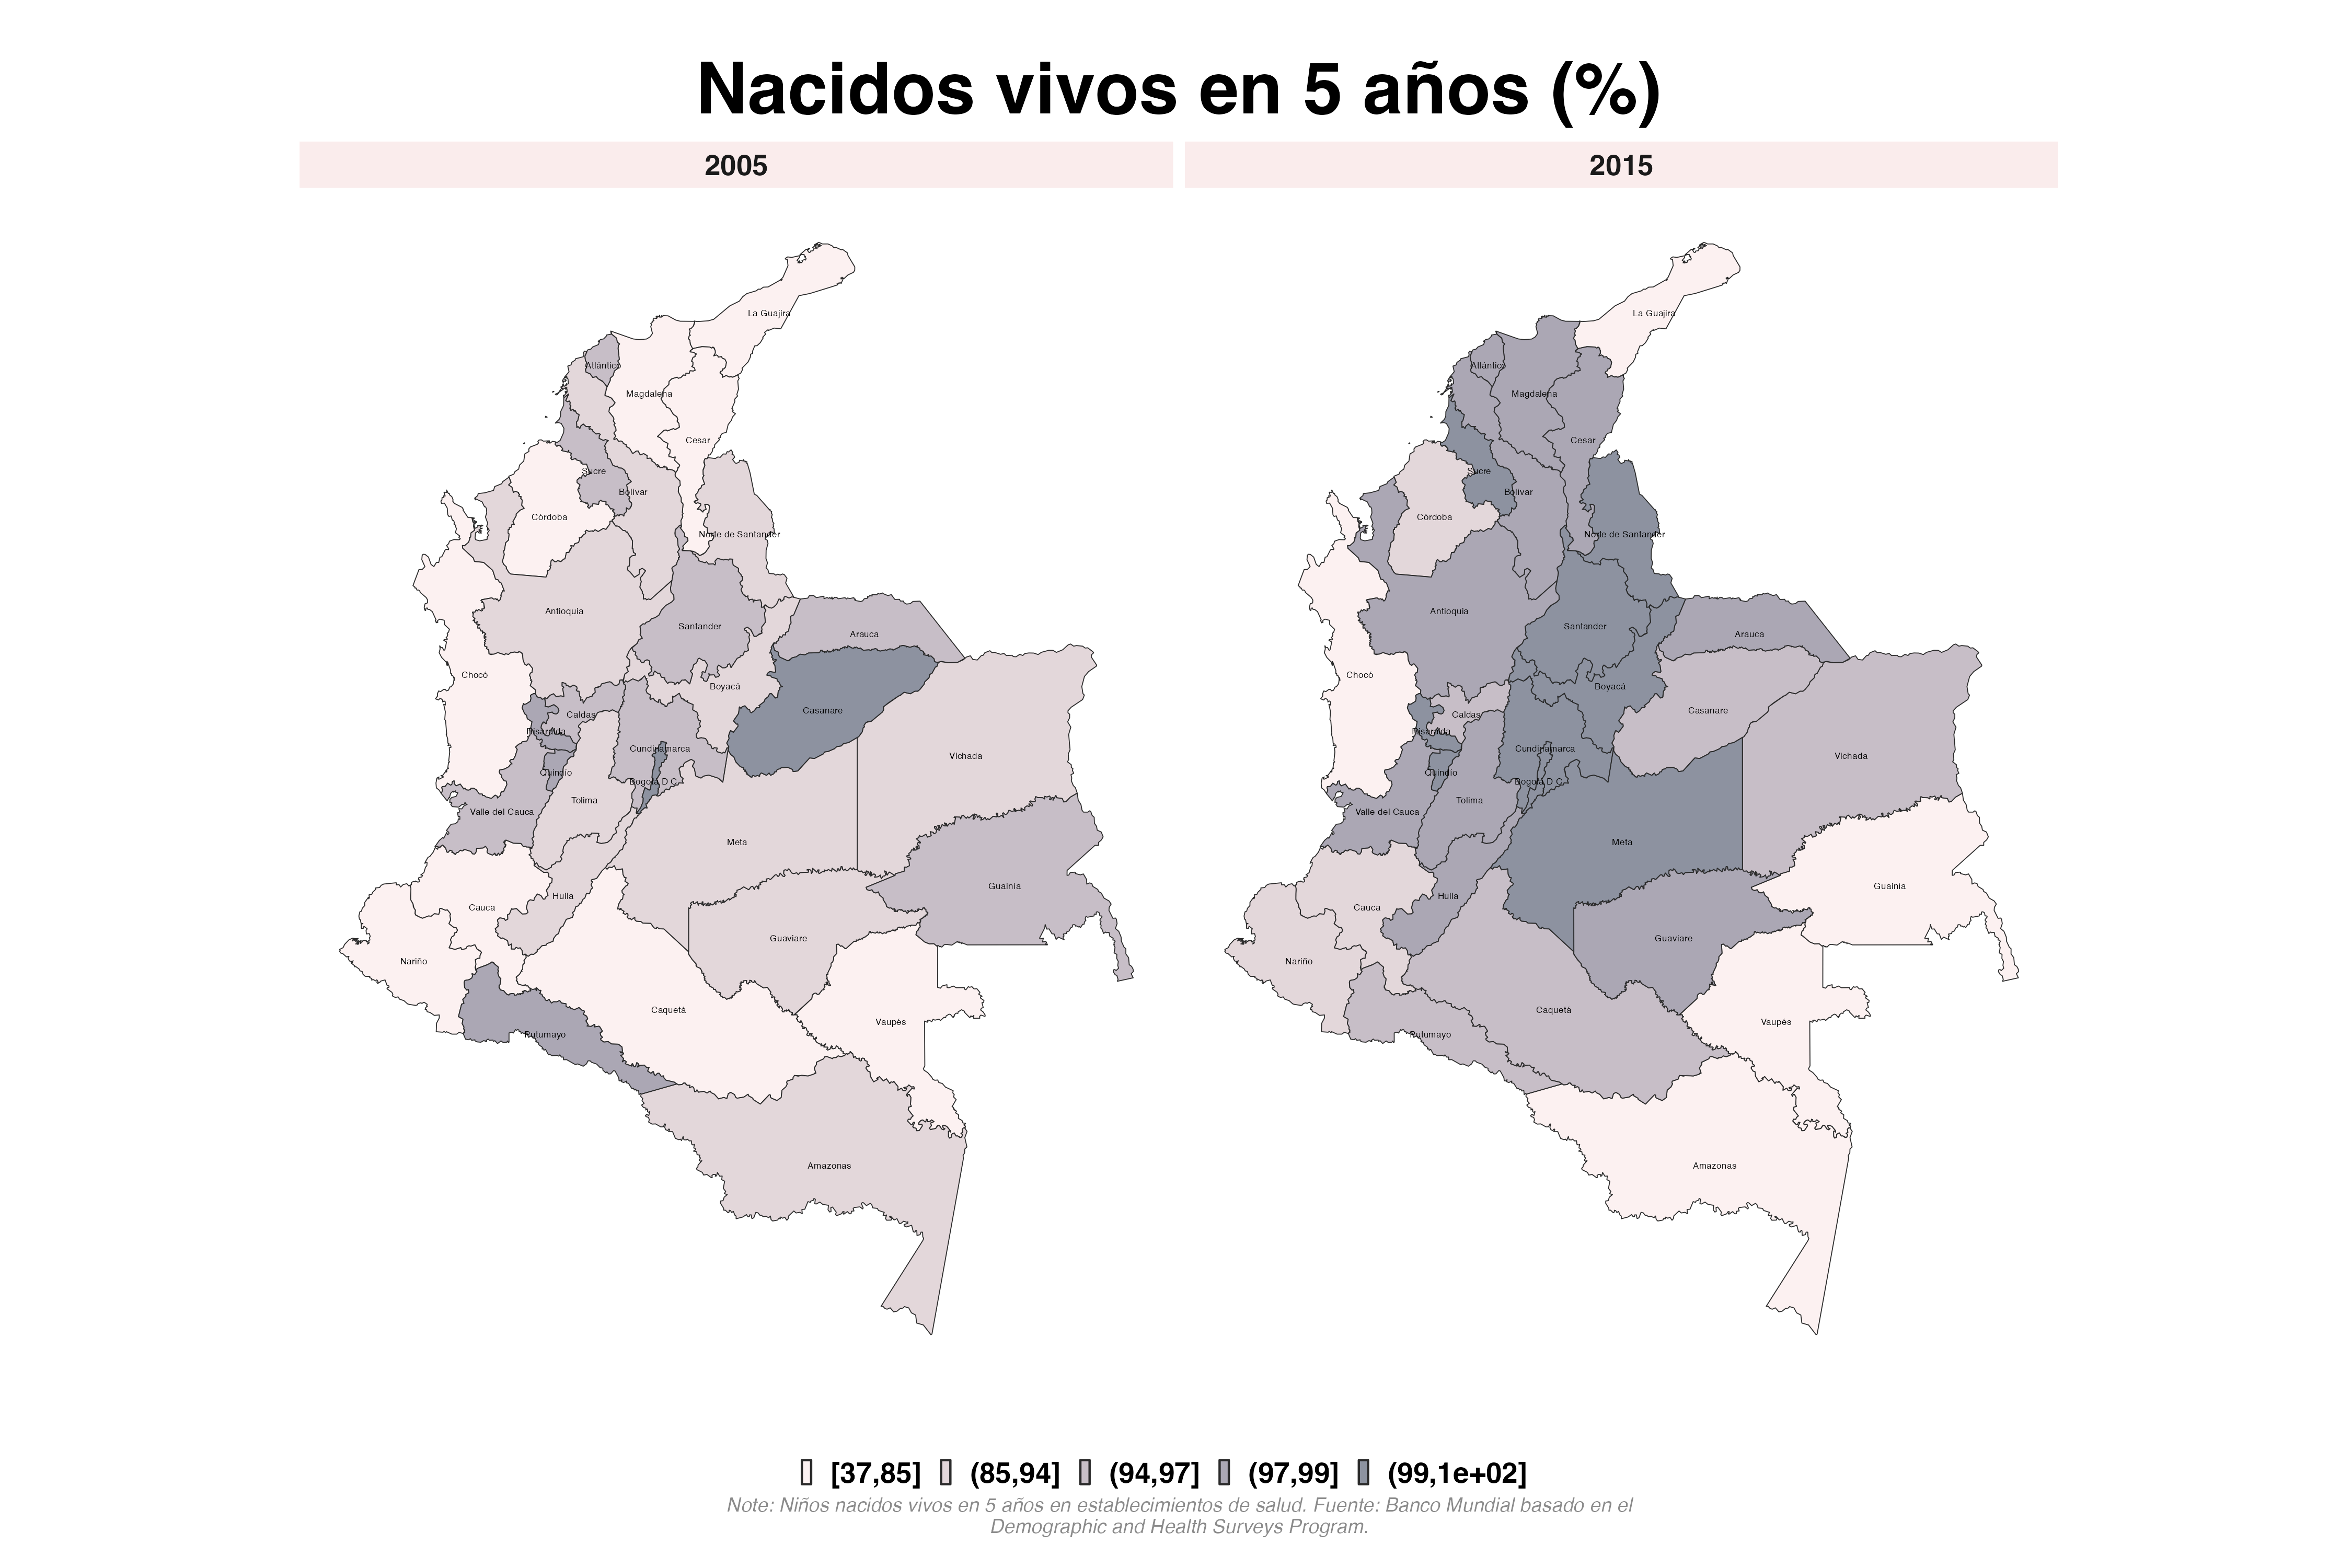 Nacidos vivos en 5 años (%)
2005
2015
La Guajira
Atlántico
Magdalena
Cesar
Sucre
Bolívar
Córdoba
Norte de Santander
Antioquia
Santander
Arauca
Chocó
Boyacá
Casanare
Caldas
Risaralda
Cundinamarca
Vichada
Quindío
Bogotá D.C.
Tolima
Valle del Cauca
Meta
Guainía
Huila
Cauca
Guaviare
Nariño
Caquetá
Vaupés
Putumayo
Amazonas
La Guajira
Atlántico
Magdalena
Cesar
Sucre
Bolívar
Córdoba
Norte de Santander
Antioquia
Santander
Arauca
Chocó
Boyacá
Casanare
Caldas
Risaralda
Cundinamarca
Vichada
Quindío
Bogotá D.C.
Tolima
Valle del Cauca
Meta
Guainía
Huila
Cauca
Guaviare
Nariño
Caquetá
Vaupés
Putumayo
Amazonas
[37,85] (85,94] (94,97] (97,99] (99,1e+02]
Note: Niños nacidos vivos en 5 años en establecimientos de salud. Fuente: Banco Mundial basado en el
Demographic and Health Surveys Program.